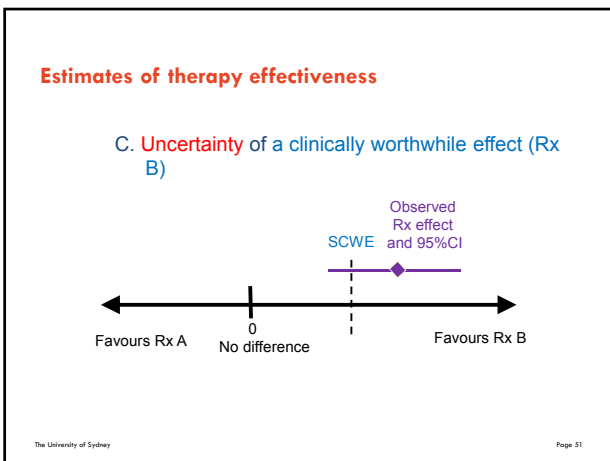 Estimates of therapy effectiveness
C. Uncertainty of a clinically worthwhile effect (Rx
B)
Observed
Rx effect
and 95%CI
SCWE
0
No difference
Favours Rx A
Favours Rx B
The University of Sydney
Page 51